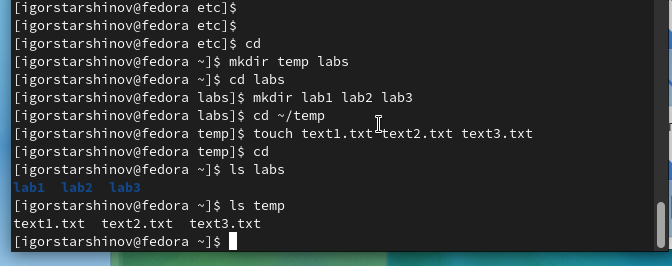 [igorstarshinov@fedora etc]$
[igorstarshinov@fedora etc]$
[igorstarshinov@fedora etc]$ cd
[igorstarshinov@fedora ~]$ mkdir temp labs
[igorstarshinov@fedora ~]$ cd labs
[igorstarshinov@fedora labs]$ mkdir lab1 lab2 lab3
[igorstarshinov@fedora labs]$ cd ~/temp
[igorstarshinov@fedora temp]$ touch text1.txt text2.txt text3.txt
[igorstarshinov@fedora temp]$ cd
[igorstarshinov@fedora ~]$ ls labs
lab1 lab2 lab3
[igorstarshinov@fedora ~]$ ls temp
text1.txt text2.txt text3.txt
[igorstarshinov@fedora ~]$